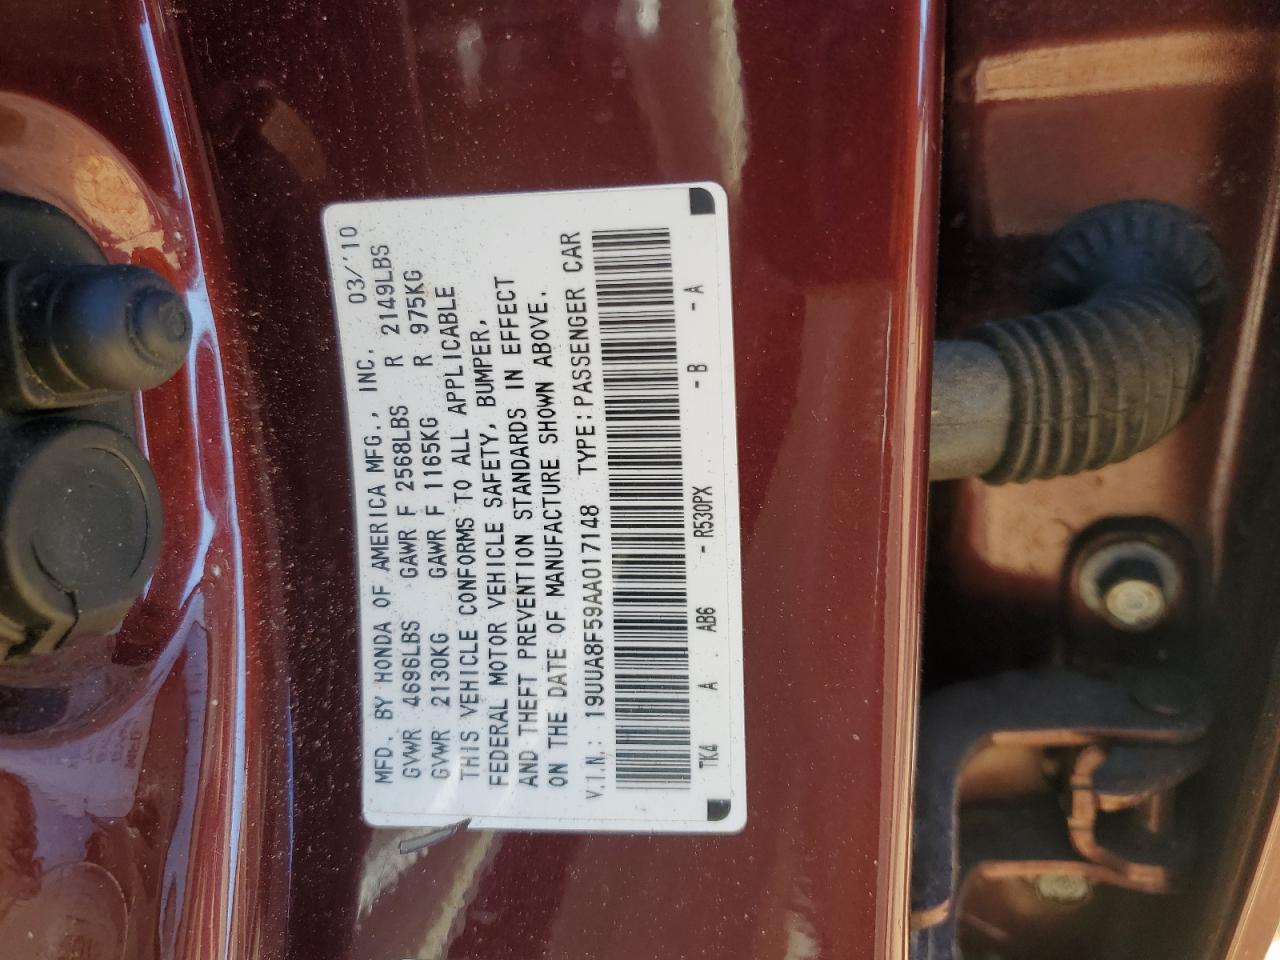 MFD. BY HONDA OF AMERICA MFG., INC. 03/'10
GVWR 4696LBS GAWR F 2568LBS R 2149LBS
GVWR 2130KG GAWR F 1165KG R 975KG
THIS VEHICLE CONFORMS TO ALL APPLICABLE
FEDERAL MOTOR VEHICLE SAFETY, BUMPER,
AND THEFT PREVENTION STANDARDS IN EFFECT
ON THE DATE OF MANUFACTURE SHOWN ABOVE.
V.I.N.: 19UUA8F59AA017148 TYPE:PASSENGER CAR
TK4 A AB6 - R530PX - B - A